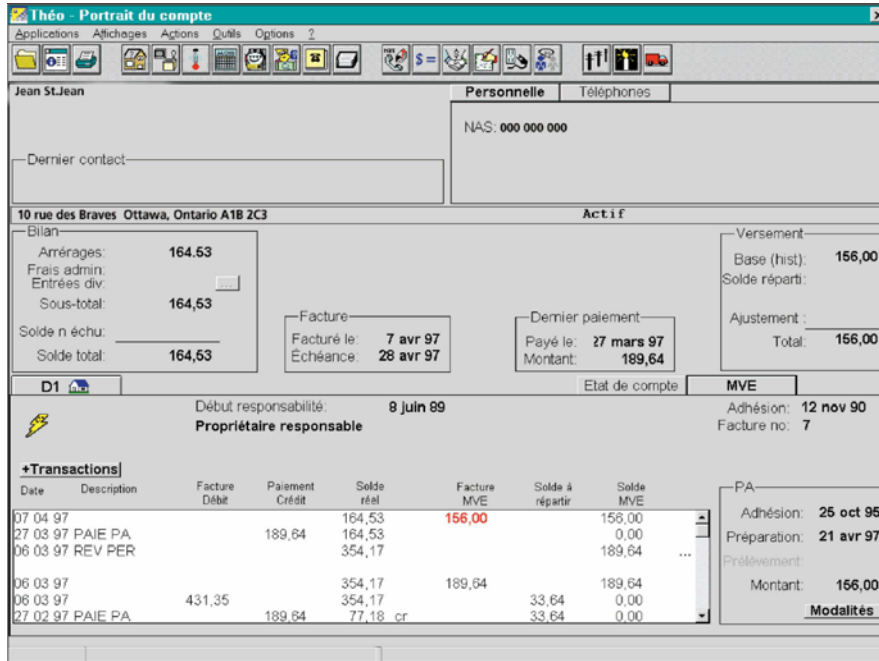 Théo - Portrait du compte
Applications Affichages Actions Outils Options ?
Jean St.Jean
Personnelle Téléphones
NAS: 000 000 000
Dernier contact
10 rue des Braves Ottawa, Ontario A1B 2C3 Actif
Bilan
Arrérages: 164.53
Frais admin:
Entrées div: ...
Sous-total: 164,53
Solde n échu:
Solde total: 164,53
Facture
Facturé le: 7 avr 97
Échéance: 28 avr 97
Dernier paiement
Payé le: 27 mars 97
Montant: 189,64
Versement
Base (hist): 156,00
Solde réparti:
Ajustement :
Total: 156,00
D1 Etat de compte MVE
Début responsabilité: 8 juin 89
Propriétaire responsable
Adhésion: 12 nov 90
Facture no: 7
+Transactions
Date Description Facture Débit Paiement Crédit Solde réel Facture MVE Solde à répartir Solde MVE
07 04 97 164,53 156,00 156,00
27 03 97 PAIE PA 189,64 164,53 0,00
06 03 97 REV PER 354,17 189,64 ...
06 03 97 354,17 189,64 189,64
06 03 97 431,35 354,17 33,64 0,00
27 02 97 PAIE PA 189,64 77,18 cr 33,64 0,00
PA
Adhésion: 25 oct 95
Préparation: 21 avr 97
Prélèvement:
Montant: 156,00
Modalités